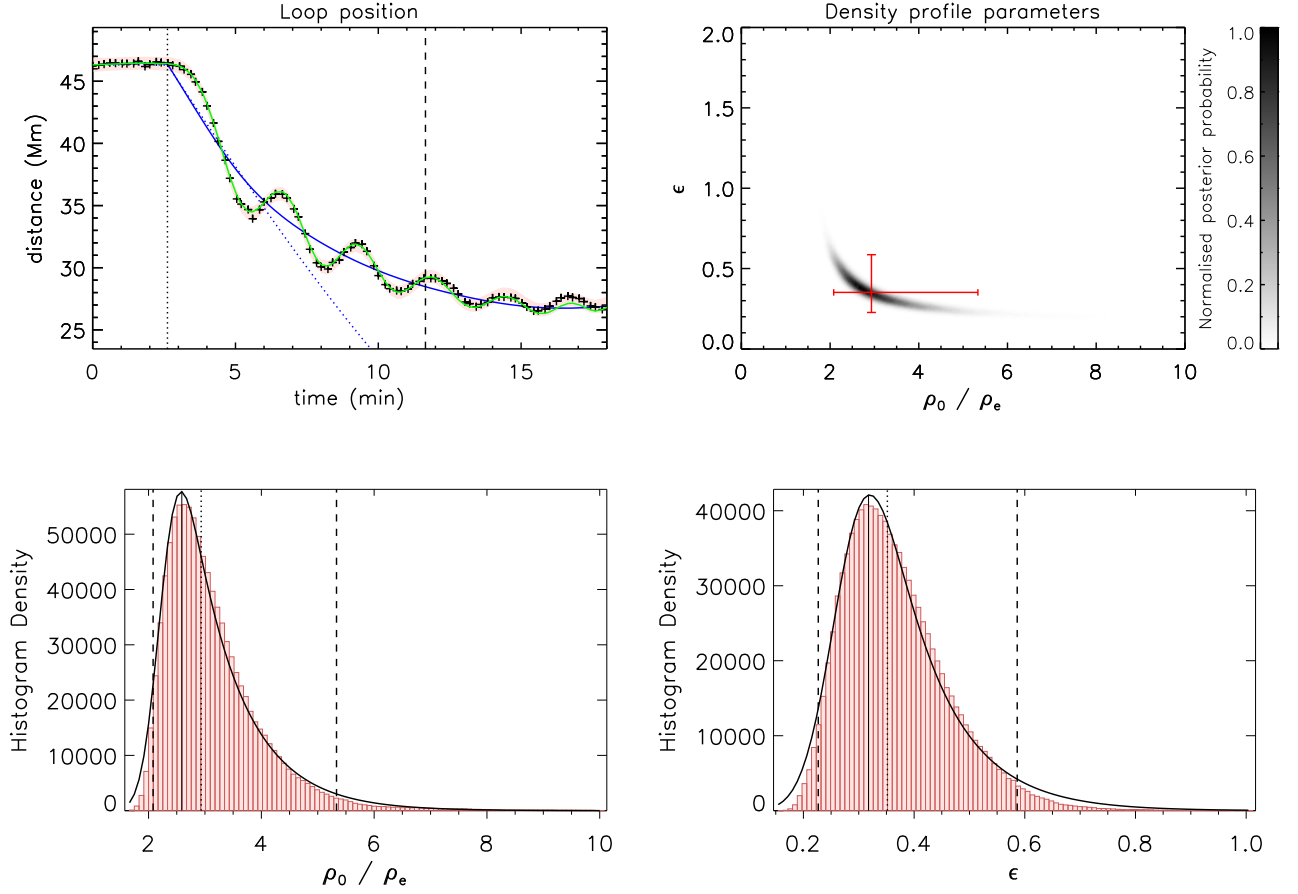 Loop position
distance (Mm)
45
40
35
30
25
0 5 10 15
time (min)
Density profile parameters
ϵ
2.0
1.5
1.0
0.5
0.0
0 2 4 6 8 10
ρ0 / ρe
Normalised posterior probability
1.0
0.8
0.6
0.4
0.2
0.0
Histogram Density
50000
40000
30000
20000
10000
0
2 4 6 8 10
ρ0 / ρe
Histogram Density
40000
30000
20000
10000
0
0.2 0.4 0.6 0.8 1.0
ϵ